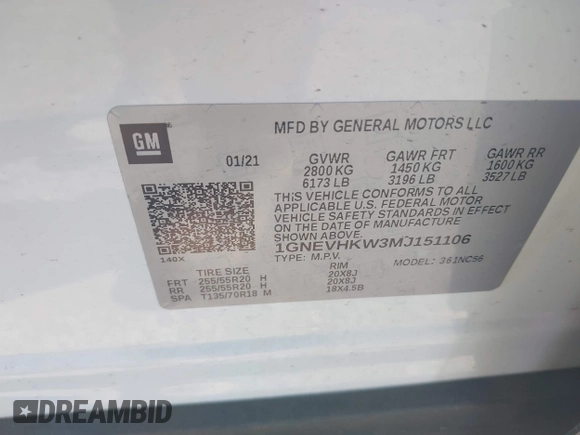 GM
MFD BY GENERAL MOTORS LLC
01/21
GVWR GAWR FRT GAWR RR
2800 KG 1450 KG 1600 KG
6173 LB 3196 LB 3527 LB
THIS VEHICLE CONFORMS TO ALL
APPLICABLE U.S. FEDERAL MOTOR
VEHICLE SAFETY STANDARDS IN EFFECT
ON THE DATE OF MANUFACTURE
SHOWN ABOVE.
1GNEVHKW3MJ151106
140X
TYPE: M.P.V. MODEL: 361NC56
TIRE SIZE RIM
FRT 255/55R20 H 20X8J
RR 255/55R20 H 20X8J
SPA T135/70R18 M 18X4.5B
DREAMBID